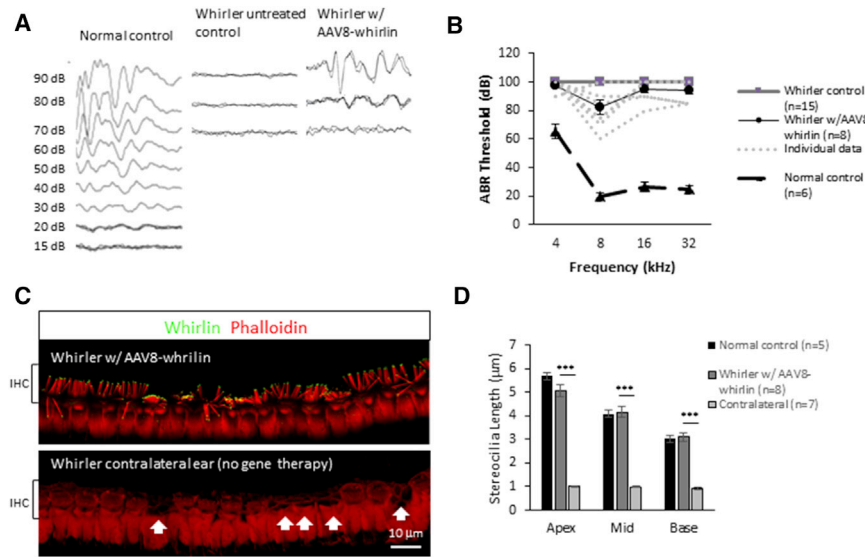 A
Normal control
Whirler untreated
control
Whirler w/
AAV8-whirlin
90 dB
80 dB
70 dB
60 dB
50 dB
40 dB
30 dB
20 dB
15 dB
B
ABR Threshold (dB)
120
100
80
60
40
20
0
4
8
16
32
Frequency (kHz)
Whirler control
(n=15)
Whirler w/AAV8
whirlin (n=8)
Individual data
Normal control
(n=6)
C
Whirlin Phalloidin
Whirler w/ AAV8-whrilin
IHC
Whirler contralateral ear (no gene therapy)
IHC
10 µm
D
Stereocilia Length (µm)
7
6
5
4
3
2
1
0
***
***
***
Apex
Mid
Base
Normal control (n=5)
Whirler w/ AAV8-
whirlin (n=8)
Contralateral (n=7)